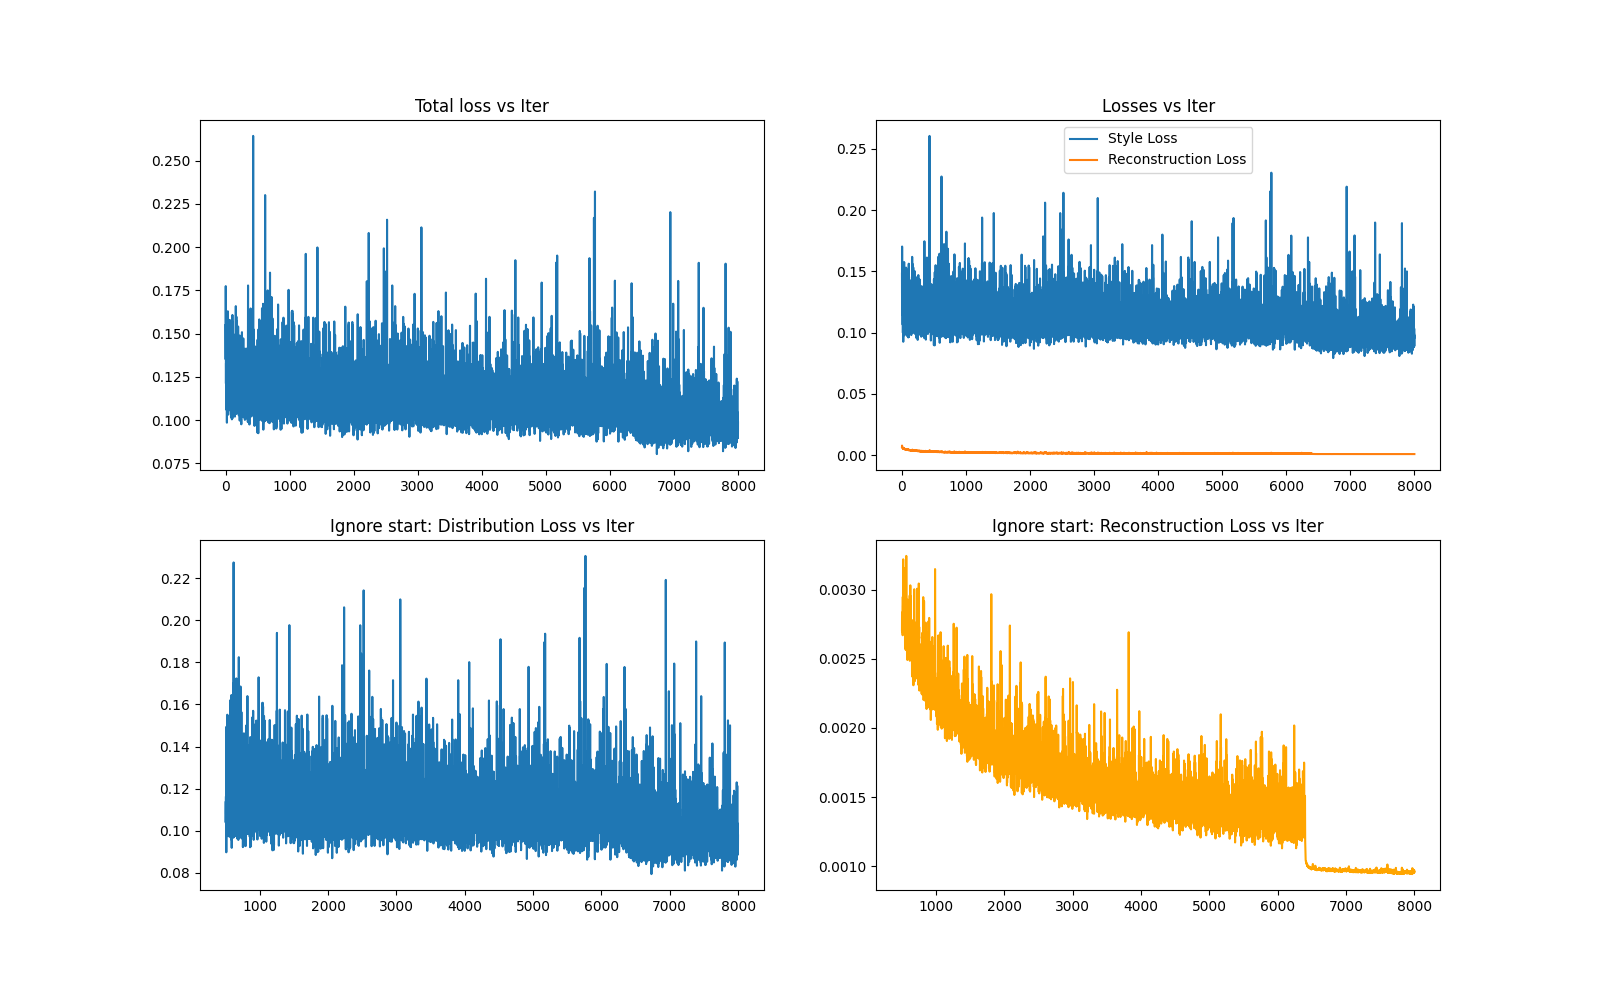 Total loss vs Iter
0.250
0.225
0.200
0.175
0.150
0.125
0.100
0.075
0 1000 2000 3000 4000 5000 6000 7000 8000
Losses vs Iter
Style Loss
Reconstruction Loss
0.25
0.20
0.15
0.10
0.05
0.00
0 1000 2000 3000 4000 5000 6000 7000 8000
Ignore start: Distribution Loss vs Iter
0.22
0.20
0.18
0.16
0.14
0.12
0.10
0.08
1000 2000 3000 4000 5000 6000 7000 8000
Ignore start: Reconstruction Loss vs Iter
0.0030
0.0025
0.0020
0.0015
0.0010
1000 2000 3000 4000 5000 6000 7000 8000